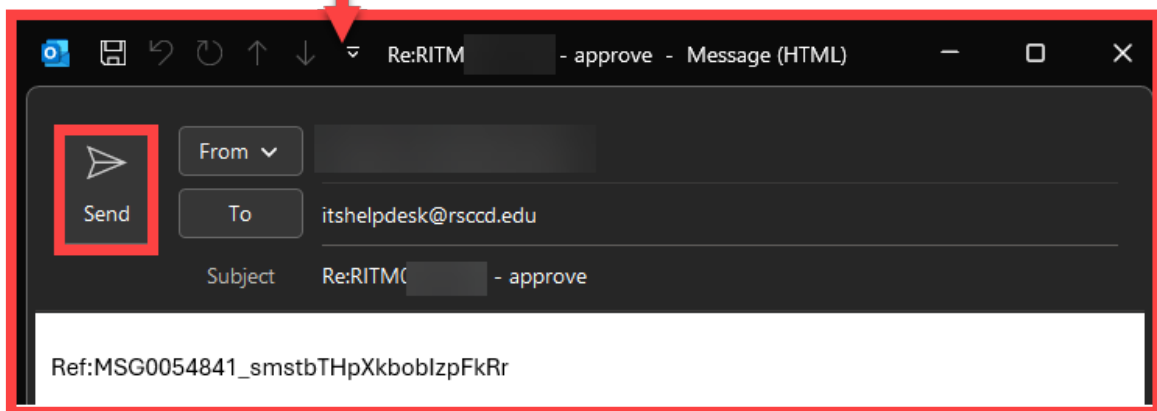 Re:RITM - approve - Message (HTML)
From
Send
To
itshelpdesk@rsccd.edu
Subject
Re:RITM - approve
Ref:MSG0054841_smstbTHpXkbobIzpFkRr